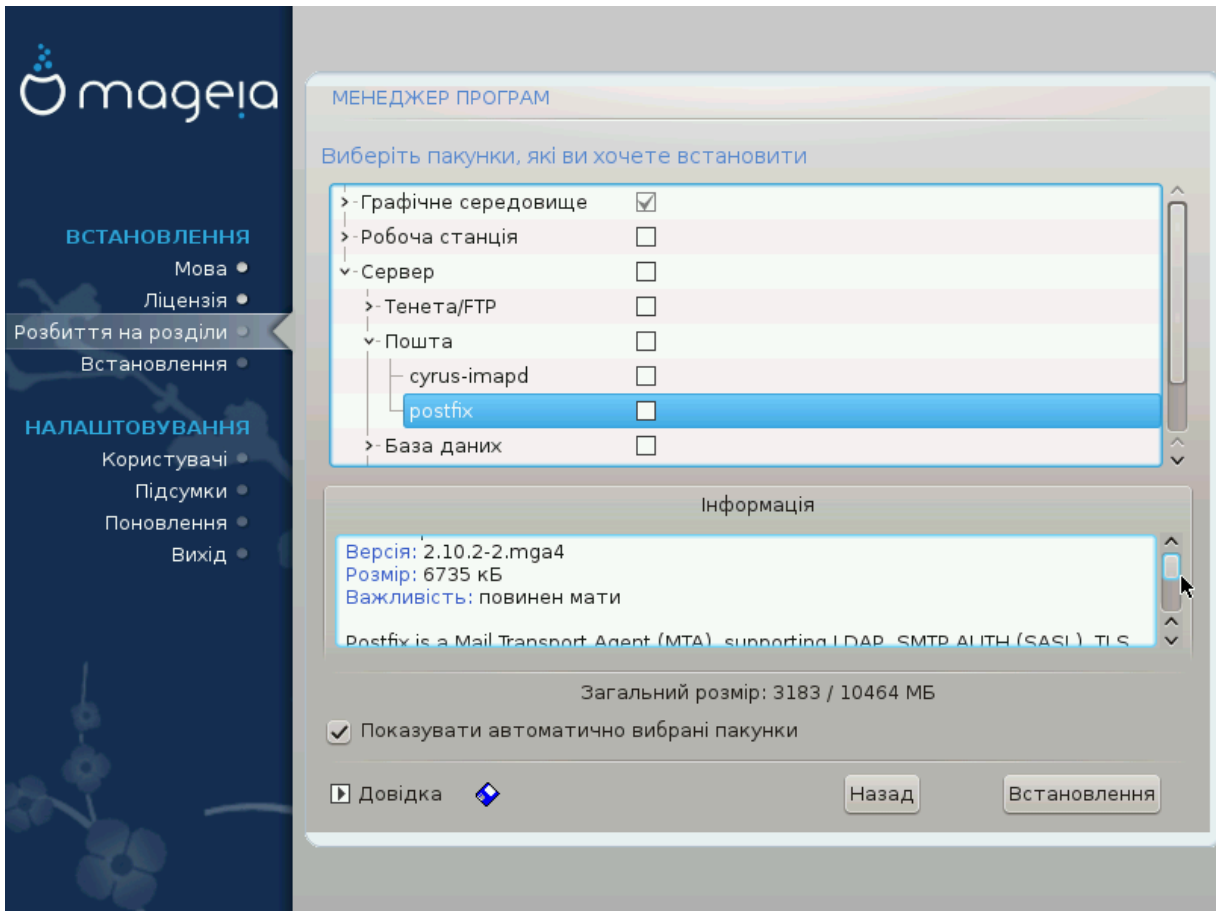 mageia
ВСТАНОВЛЕННЯ
Мова
Ліцензія
Розбиття на розділи
Встановлення
НАЛАШТОВУВАННЯ
Користувачі
Підсумки
Поновлення
Вихід
МЕНЕДЖЕР ПРОГРАМ
Виберіть пакунки, які ви хочете встановити
Графічне середовище
Робоча станція
Сервер
Тенета/FTP
Пошта
cyrus-imapd
postfix
База даних
Інформація
Версія: 2.10.2-2.mga4
Розмір: 6735 кБ
Важливість: повинен мати
Postfix is a Mail Transport Agent (MTA), supporting LDAP, SMTP AUTH (SASL), TLS
Загальний розмір: 3183 / 10464 МБ
Показувати автоматично вибрані пакунки
Довідка
Назад
Встановлення